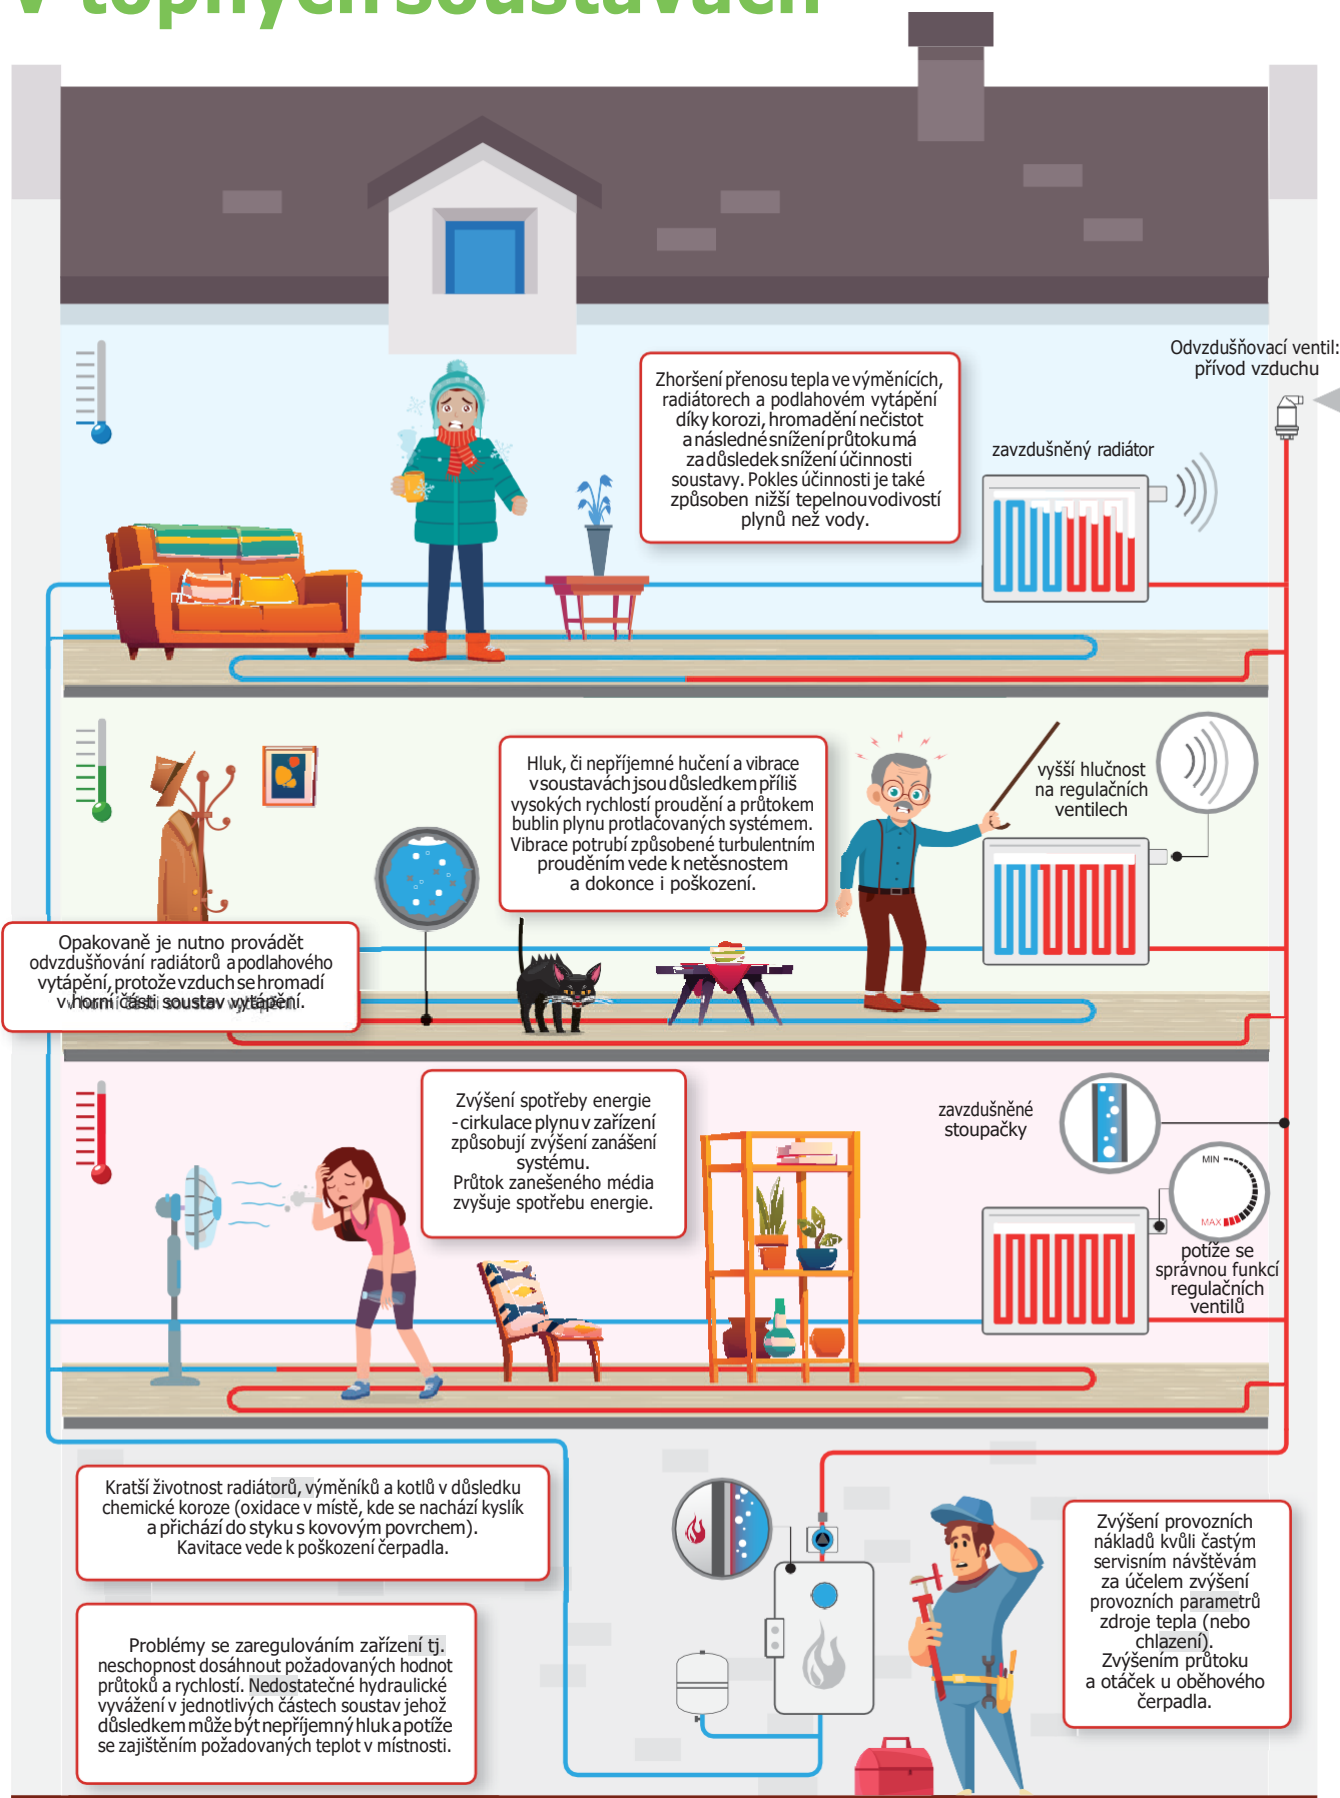 v topných soustavách
Odvzdušňovací ventil:
přívod vzduchu
Zhoršení přenosu tepla ve výměnících,
radiátorech a podlahovém vytápění
díky korozi, hromadění nečistot
a následné snížení průtoku má
za důsledek snížení účinnosti
soustavy. Pokles účinnosti je také
způsoben nižší tepelnou vodivostí
plynů než vody.
zavzdušněný radiátor
Hluk, či nepříjemné hučení a vibrace
v soustavách jsou důsledkem příliš
vysokých rychlostí proudění a průtokem
bublin plynu protlačovaných systémem.
Vibrace potrubí způsobené turbulentním
prouděním vede k netěsnostem
a dokonce i poškození.
vyšší hlučnost
na regulačních
ventilech
Opakovaně je nutno provádět
odvzdušňování radiátorů a podlahového
vytápění, protože vzduch se hromadí
v horní části soustav vytápění.
Zvýšení spotřeby energie
- cirkulace plynu v zařízení
způsobují zvýšení zanášení
systému.
Průtok zanešeného média
zvyšuje spotřebu energie.
zavzdušněné
stoupačky
MIN
MAX
potíže se
správnou funkcí
regulačních
ventilů
Kratší životnost radiátorů, výměníků a kotlů v důsledku
chemické koroze (oxidace v místě, kde se nachází kyslík
a přichází do styku s kovovým povrchem).
Kavitace vede k poškození čerpadla.
Problémy se zaregulováním zařízení tj.
neschopnost dosáhnout požadovaných hodnot
průtoků a rychlostí. Nedostatečné hydraulické
vyvážení v jednotlivých částech soustav jehož
důsledkem může být nepříjemný hluk a potíže
se zajištěním požadovaných teplot v místnosti.
Zvýšení provozních
nákladů kvůli častým
servisním návštěvám
za účelem zvýšení
provozních parametrů
zdroje tepla (nebo
chlazení).
Zvýšením průtoku
a otáček u oběhového
čerpadla.